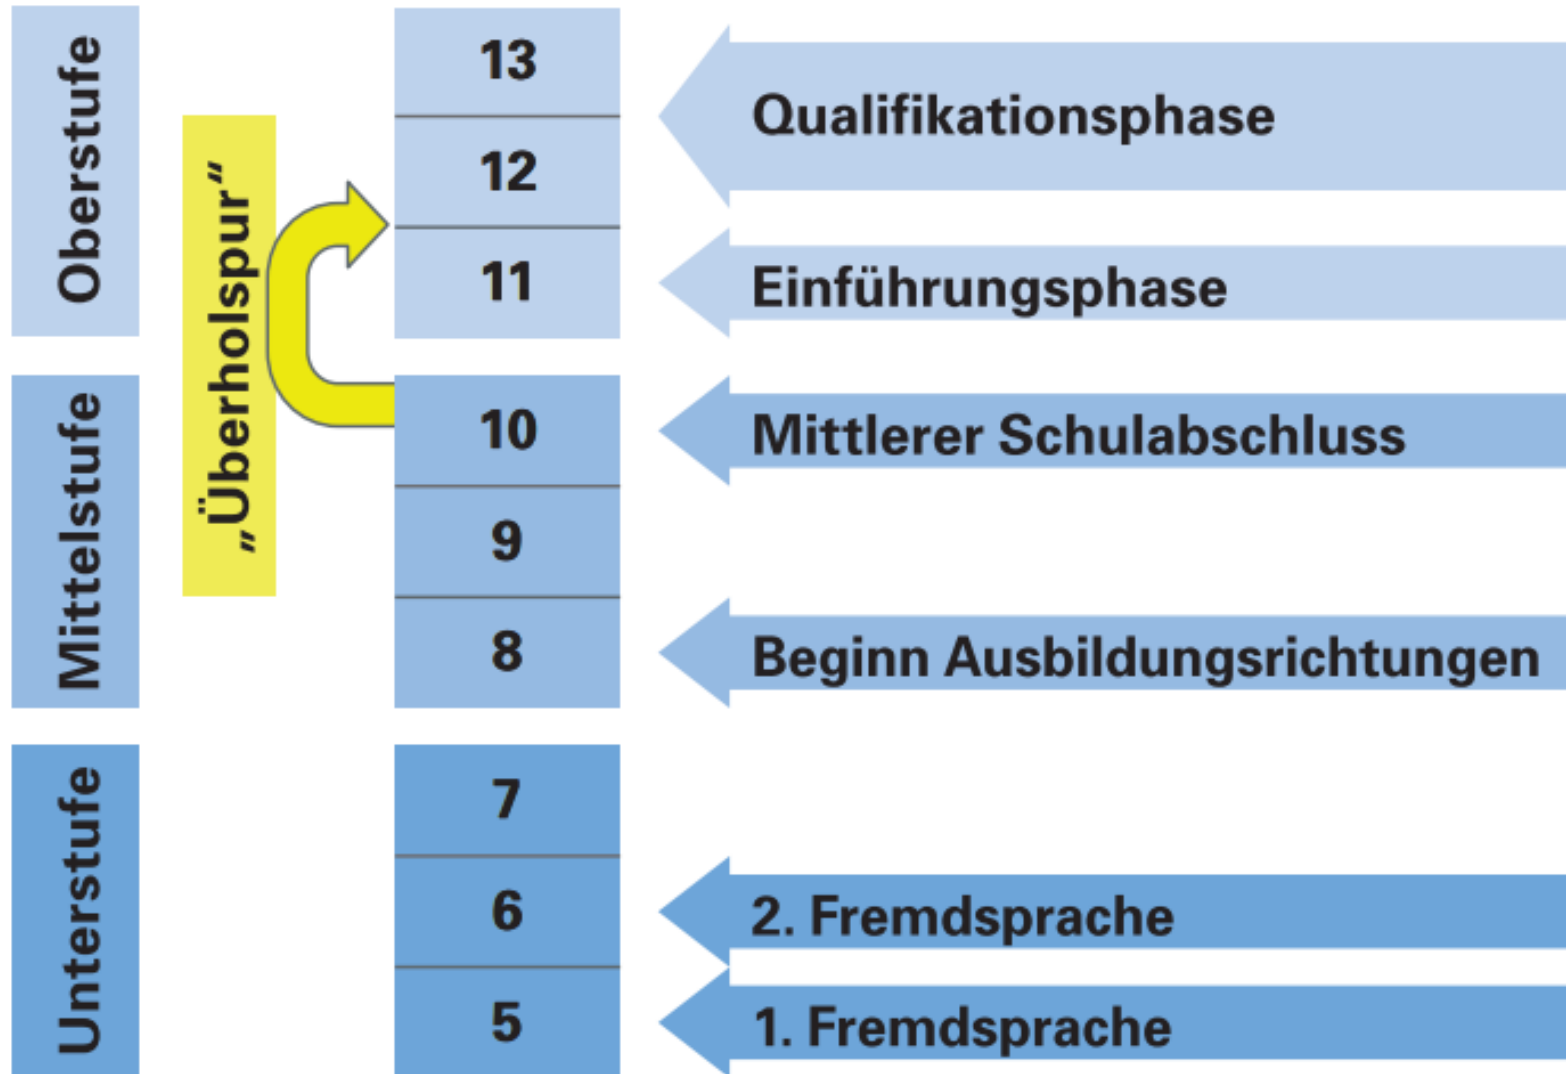 Oberstufe
„Überholspur“
13
Qualifikationsphase
12
11
Einführungsphase
Mittelstufe
10
Mittlerer Schulabschluss
9
8
Beginn Ausbildungsrichtungen
Unterstufe
7
6
2. Fremdsprache
5
1. Fremdsprache